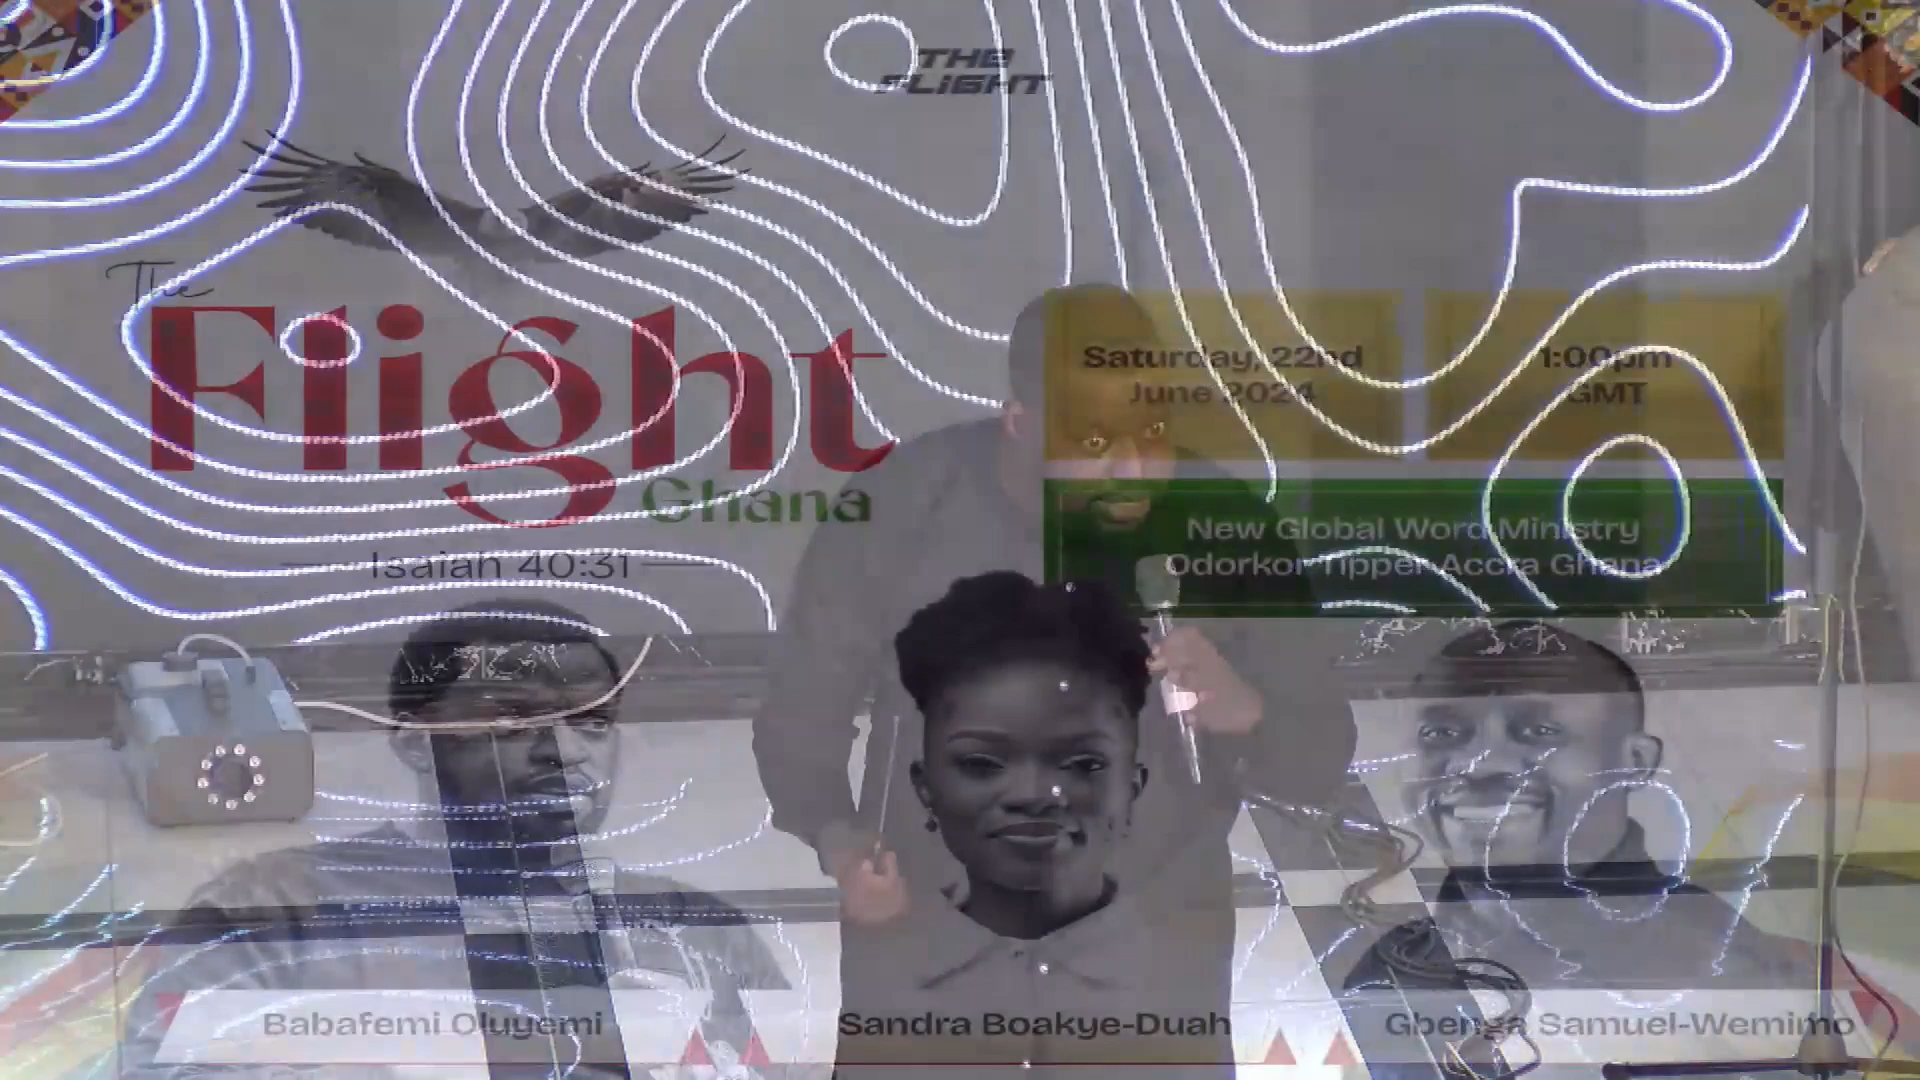 THE
FLIGHT
The
Flight
Ghana
Isaiah 40:31
Saturday, 22nd
June 2024
1:00pm
GMT
New Global Word Ministry
Odorkor Tipper Accra Ghana
Babafemi Oluyemi
Sandra Boakye-Duah
Gbenga Samuel-Wemimo